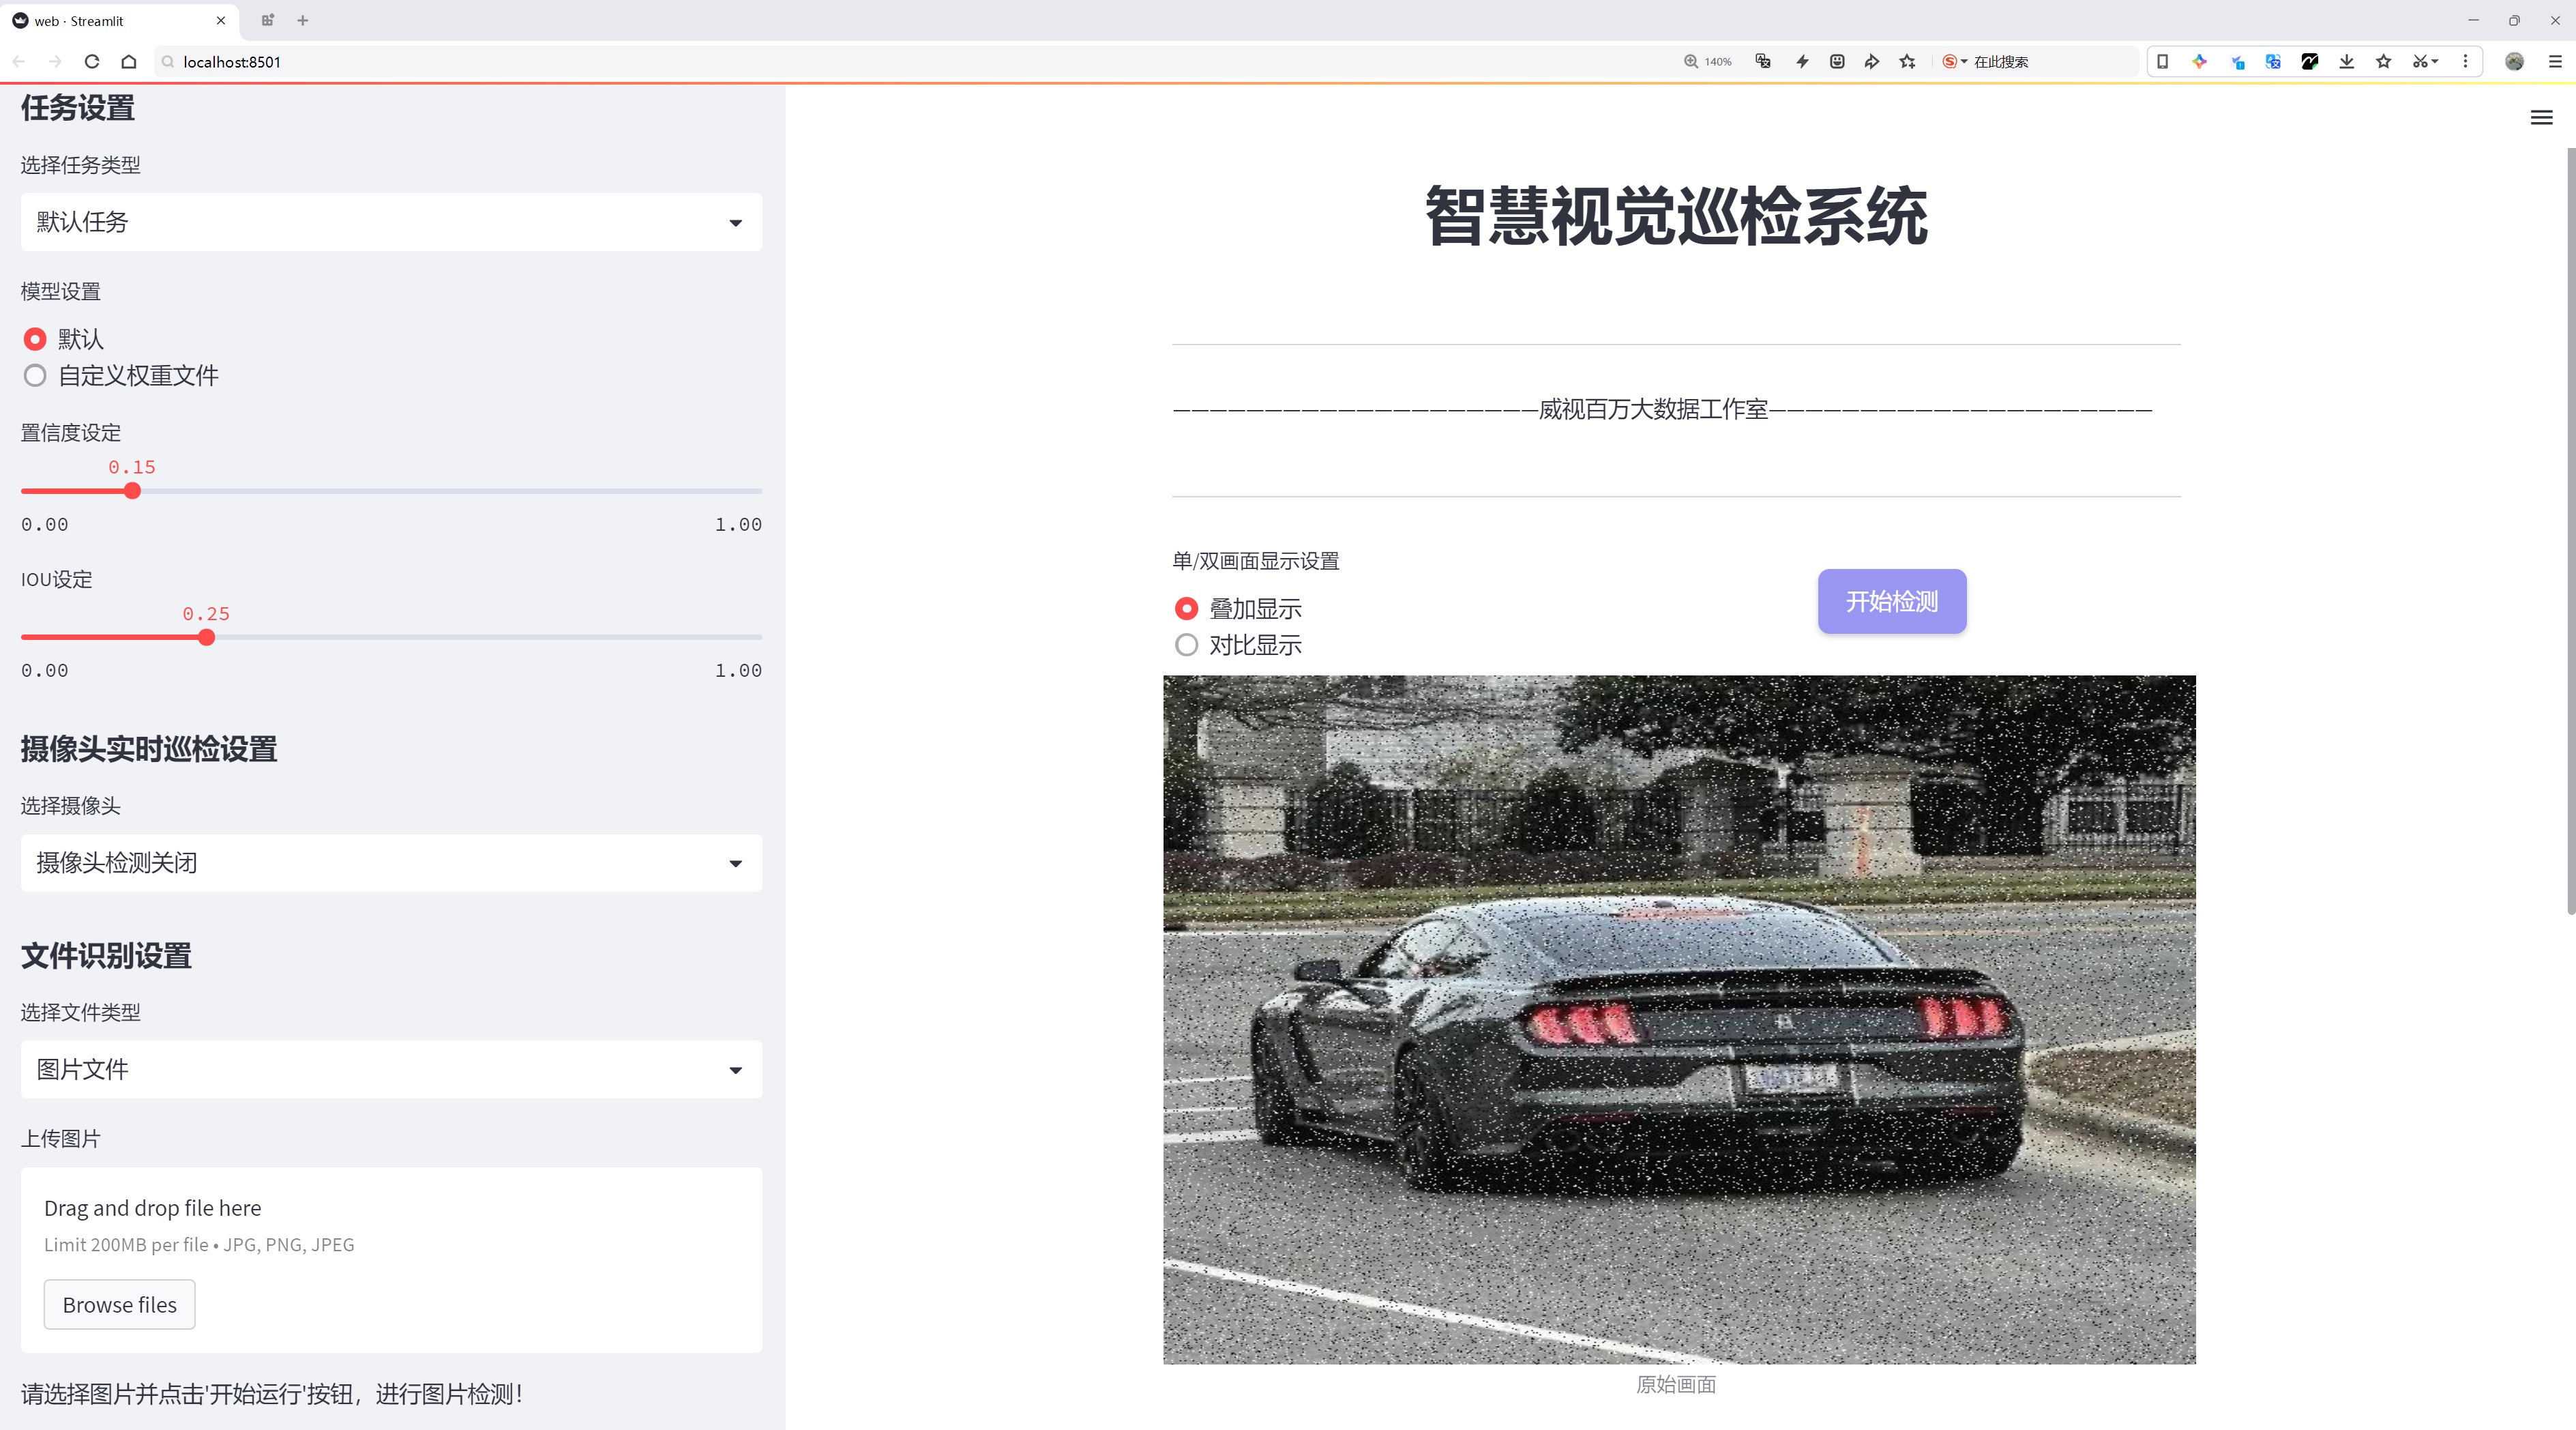 web · Streamlit
localhost:8501
140%
在此搜索
任务设置
选择任务类型
默认任务
模型设置
默认
自定义权重文件
置信度设定
0.15
0.00 1.00
IOU设定
0.25
0.00 1.00
摄像头实时巡检设置
选择摄像头
摄像头检测关闭
文件识别设置
选择文件类型
图片文件
上传图片
Drag and drop file here
Limit 200MB per file • JPG, PNG, JPEG
Browse files
请选择图片并点击'开始运行'按钮，进行图片检测！
智慧视觉巡检系统
————————————————————威视百万大数据工作室—————————————————————
单/双画面显示设置
叠加显示
对比显示
开始检测
原始画面